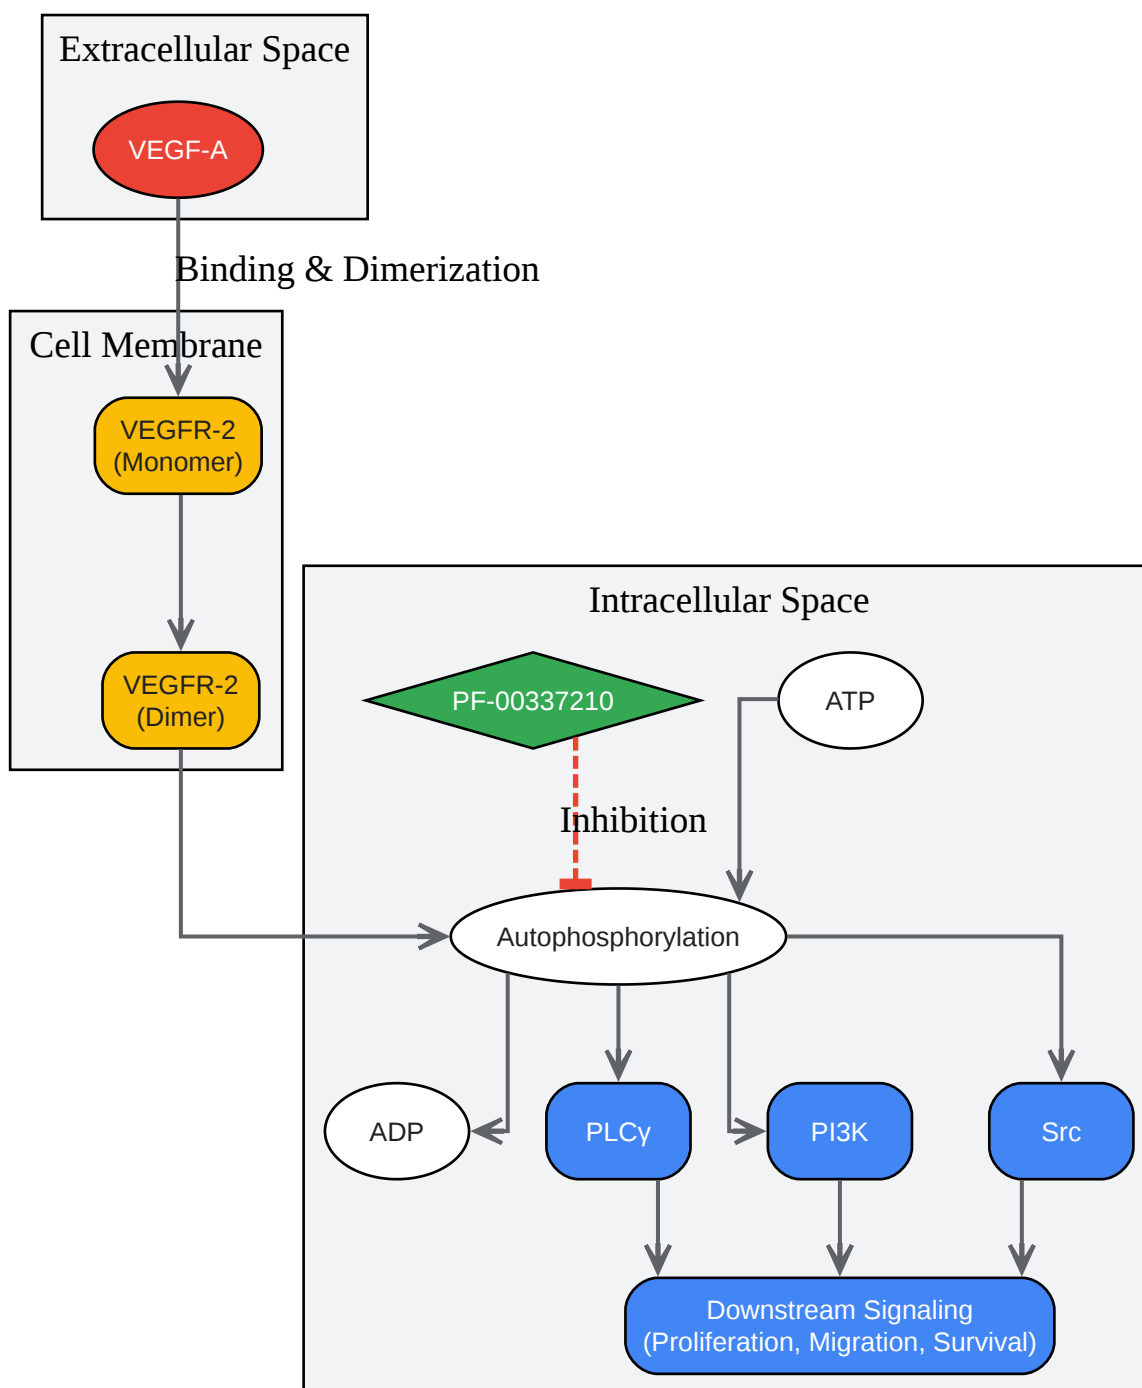 Extracellular Space
VEGF-A
Binding & Dimerization
Cell Membrane
VEGFR-2
(Monomer)
VEGFR-2
(Dimer)
Intracellular Space
PF-00337210
ATP
Inhibition
Autophosphorylation
ADP
PLCγ
PI3K
Src
Downstream Signaling
(Proliferation, Migration, Survival)